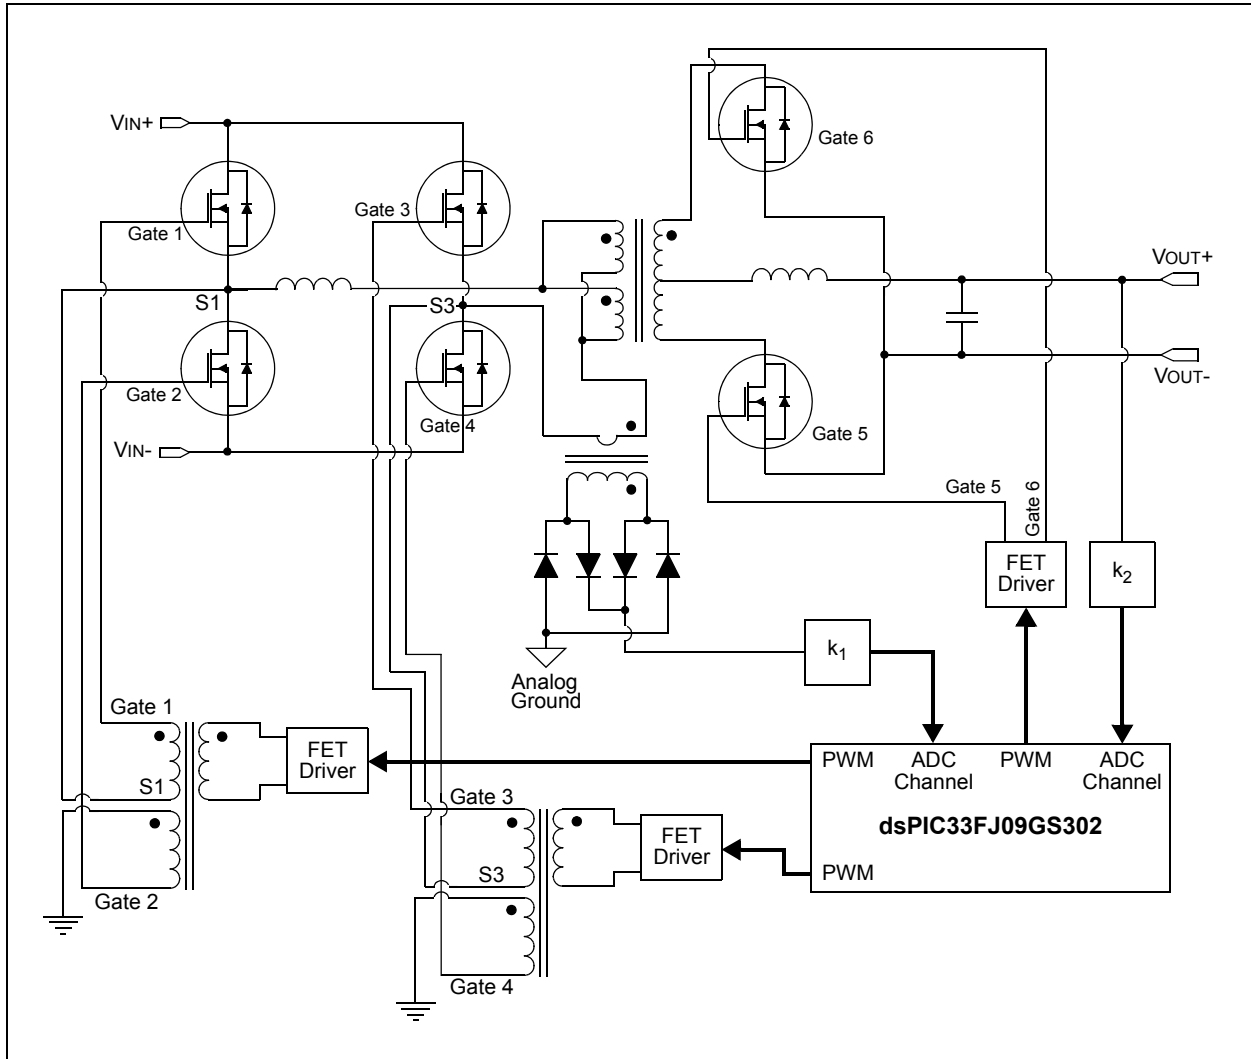 VIN+
Gate 6
Gate 3
Gate 1
VOUT+
S1
S3
VOUT-
Gate 2
Gate 4
Gate 5
VIN-
Gate 5
Gate 6
FET
Driver
k2
k1
Analog
Ground
Gate 1
FET
Driver
PWM
ADC
Channel
PWM
ADC
Channel
S1
Gate 3
dsPIC33FJ09GS302
FET
Driver
S3
PWM
Gate 2
Gate 4